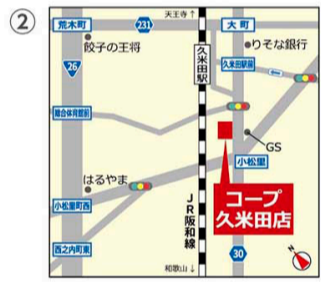 ②
天王寺↑
荒木町
231
大町
餃子の王将
りそな銀行
久米田駅
26
久米田駅前
総合体育館前
GS
小松里
はるやま
コープ
久米田店
小松里町西
JR阪和線
西之内町東
30
和歌山↓